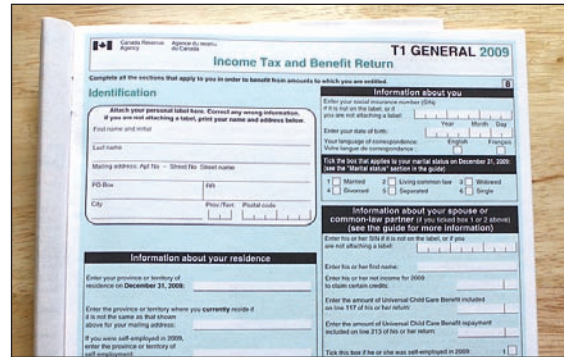 Canada Revenue Agency
Agence du revenu du Canada
T1 GENERAL 2009
Income Tax and Benefit Return
Complete all the sections that apply to you in order to benefit from amounts to which you are entitled.
8
Identification
Attach your personal label here. Correct any wrong information.
If you are not attaching a label, print your name and address below.
First name and initial
Last name
Mailing address: Apt No – Street No Street name
PO Box
RR
City
Prov./Terr.
Postal code
Information about your residence
Enter your province or territory of
residence on December 31, 2009:
Enter the province or territory where you currently reside if
it is not the same as that shown
above for your mailing address:
If you were self-employed in 2009,
enter the province or territory of
self-employment:
Information about you
Enter your social insurance number (SIN)
if it is not on the label, or if
you are not attaching a label:
Year Month Day
Enter your date of birth:
Your language of correspondence: English Français
Votre langue de correspondance :
Tick the box that applies to your marital status on December 31, 2009:
(see the "Marital status" section in the guide)
1 Married 2 Living common law 3 Widowed
4 Divorced 5 Separated 6 Single
Information about your spouse or
common-law partner (if you ticked box 1 or 2 above)
(see the guide for more information)
Enter his or her SIN if it is not on the label, or if you
are not attaching a label:
Enter his or her first name:
Enter his or her net income for 2009
to claim certain credits:
Enter the amount of Universal Child Care Benefit included
on line 117 of his or her return:
Enter the amount of Universal Child Care Benefit repayment
included on line 213 of his or her return:
Tick this box if he or she was self-employed in 2009: 1